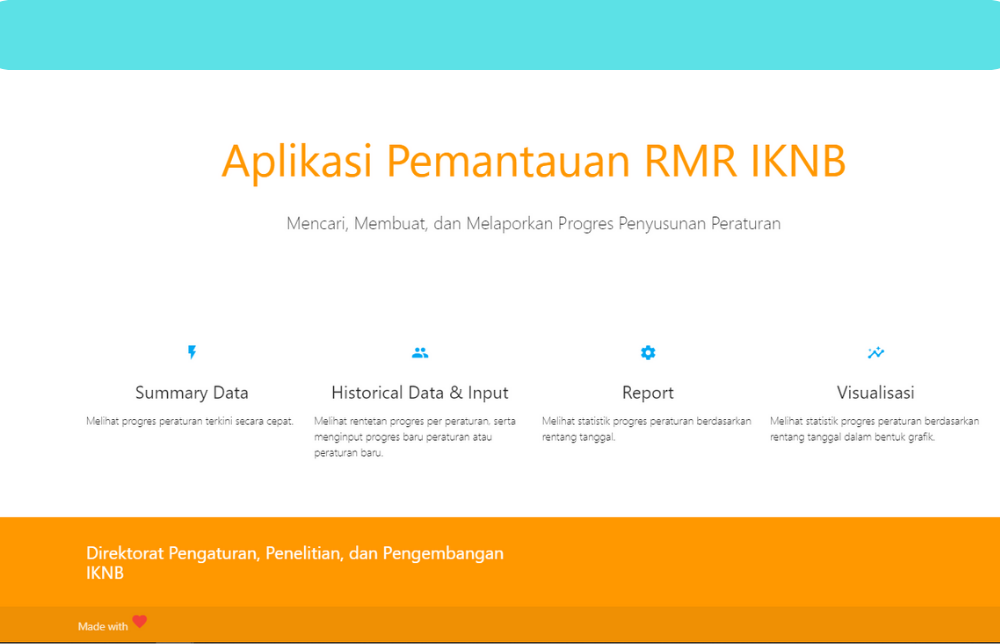 Aplikasi Pemantauan RMR IKNB
Mencari, Membuat, dan Melaporkan Progres Penyusunan Peraturan
Summary Data
Melihat progres peraturan terkini secara cepat.
Historical Data & Input
Melihat rentetan progres per peraturan. serta
menginput progres baru peraturan atau
peraturan baru.
Report
Melihat statistik progres peraturan berdasarkan
rentang tanggal.
Visualisasi
Melihat statistik progres peraturan berdasarkan
rentang tanggal dalam bentuk grafik.
Direktorat Pengaturan, Penelitian, dan Pengembangan
IKNB
Made with